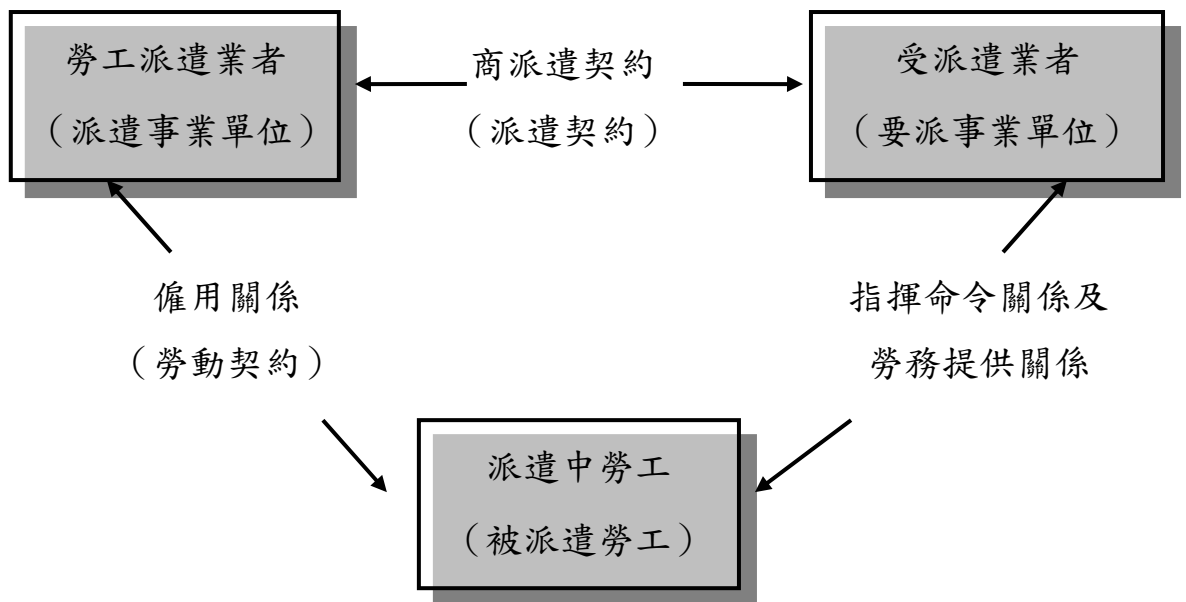 勞工派遣業者
（派遣事業單位）
商派遣契約
（派遣契約）
受派遣業者
（要派事業單位）
僱用關係
（勞動契約）
指揮命令關係及
勞務提供關係
派遣中勞工
（被派遣勞工）